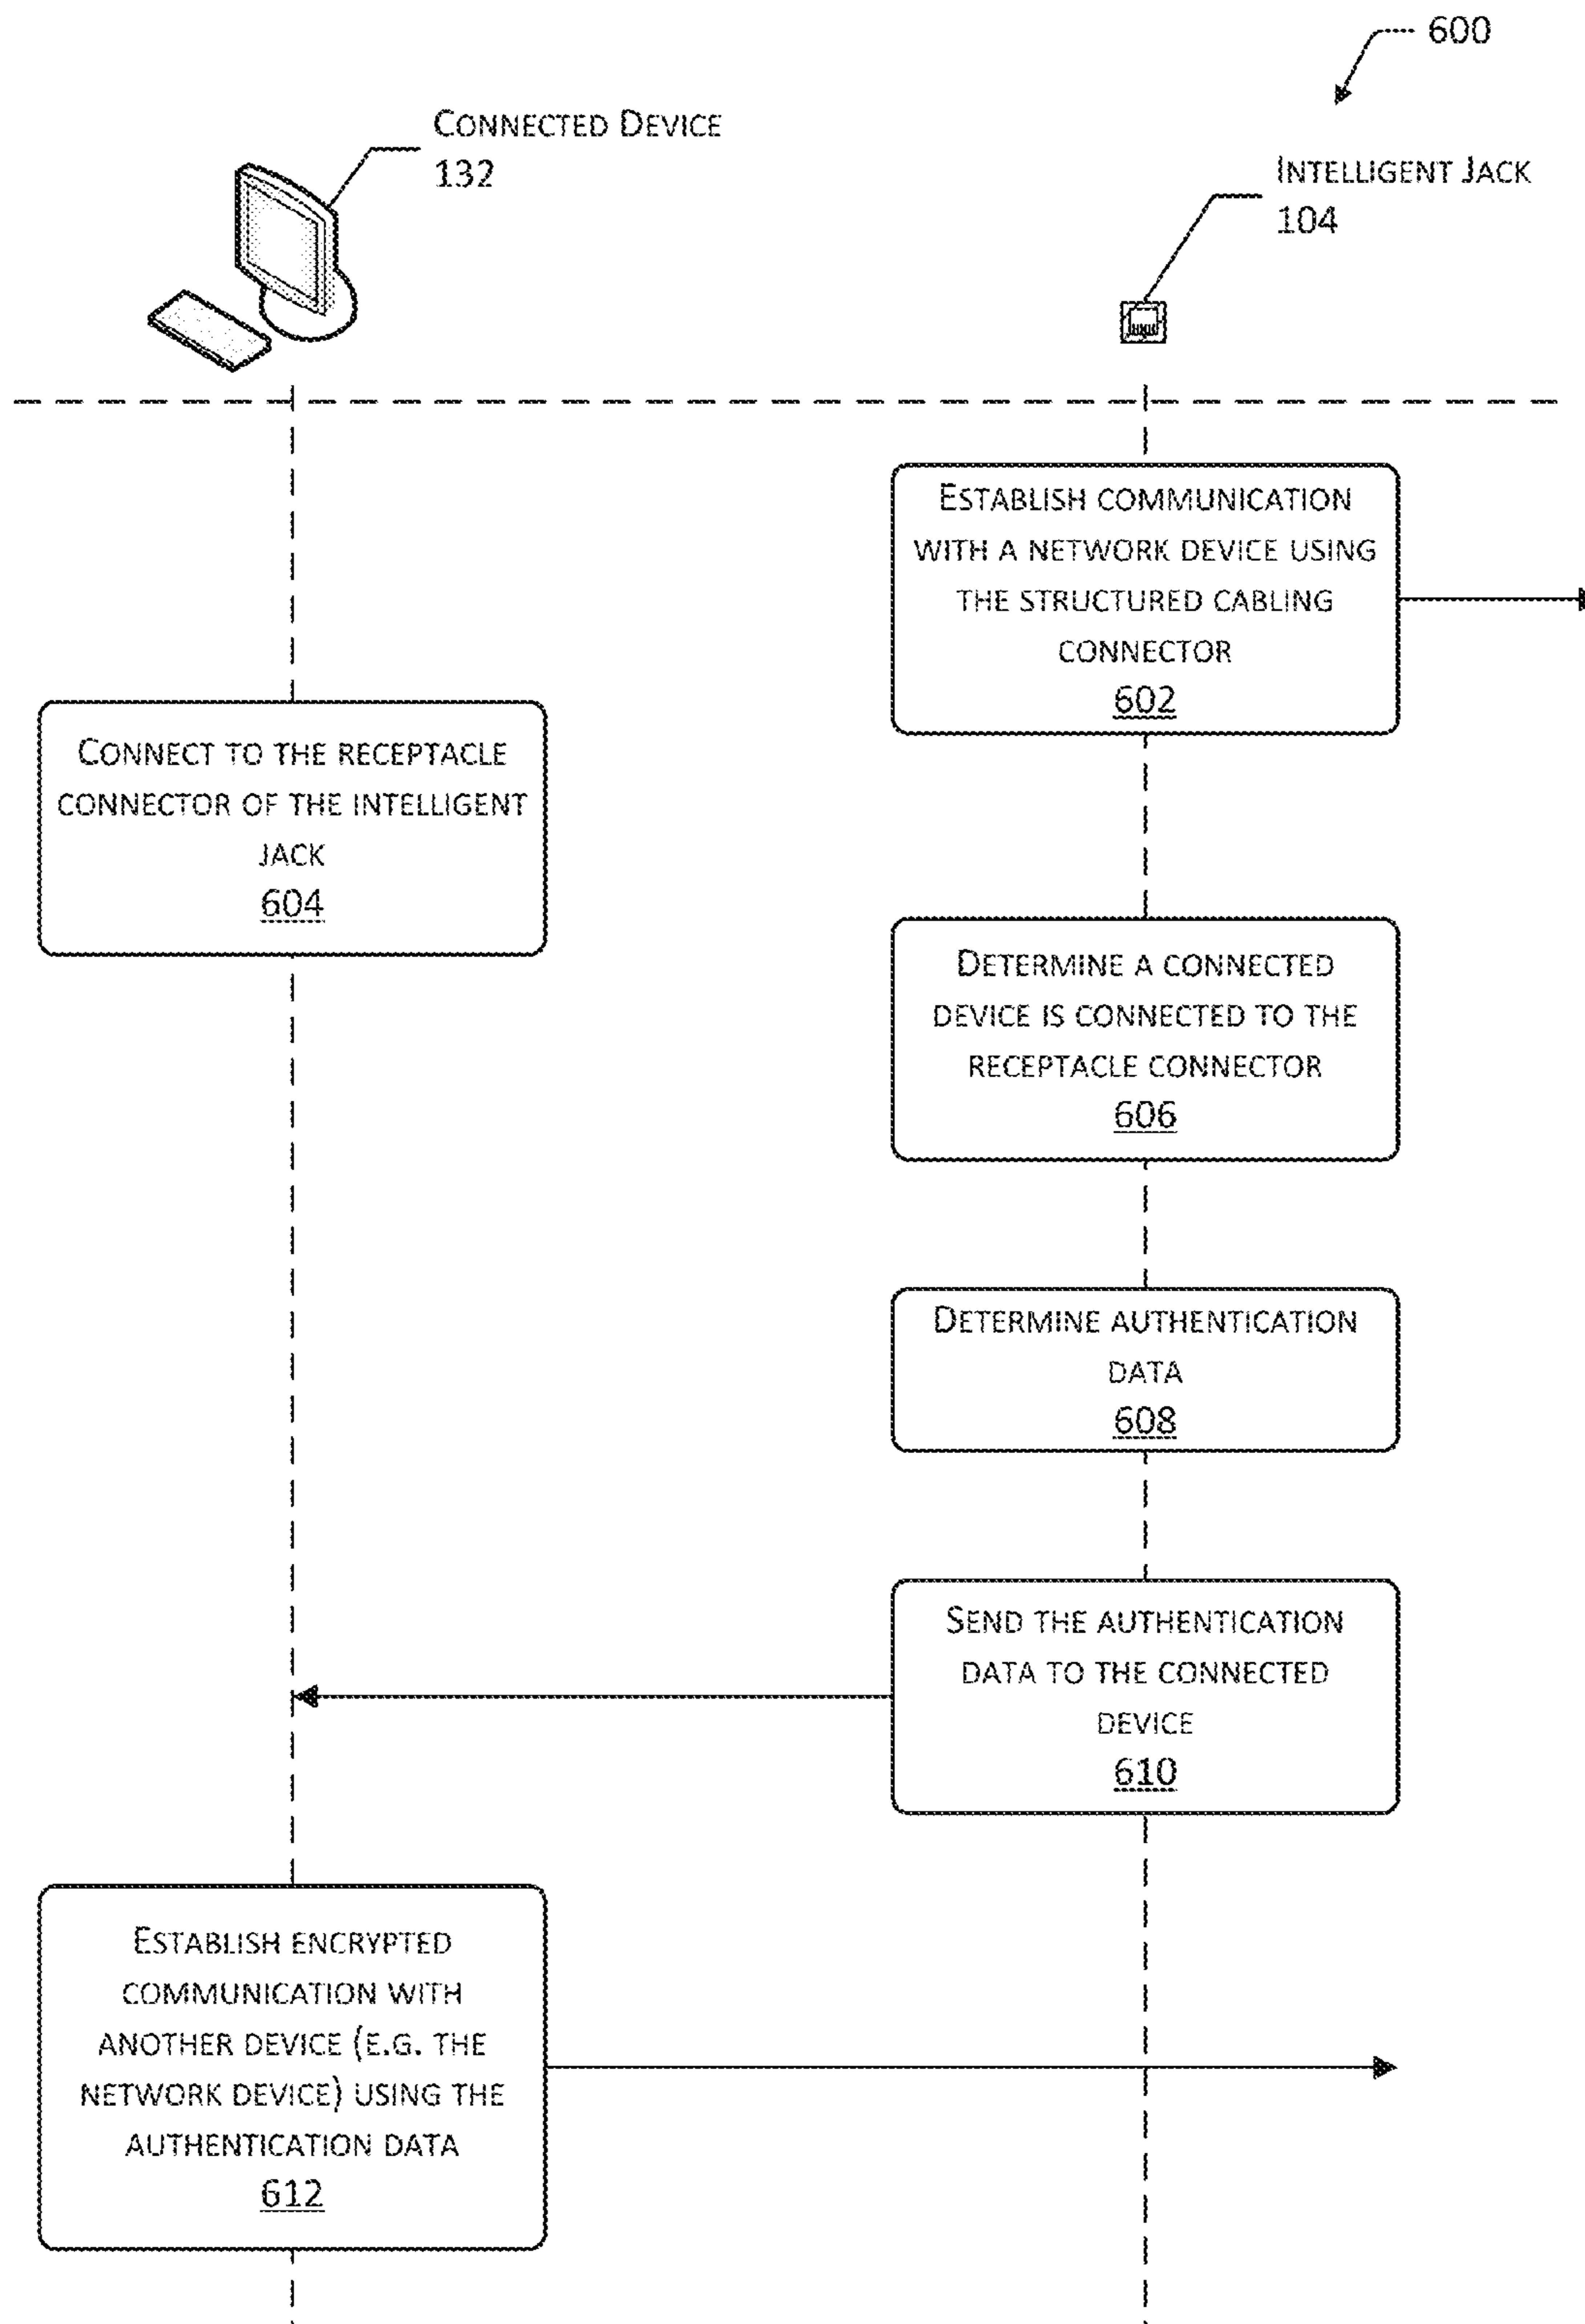 600
CONNECTED DEVICE
132
INTELLIGENT JACK
104
ESTABLISH COMMUNICATION
WITH A NETWORK DEVICE USING
THE STRUCTURED CABLING
CONNECTOR
602
CONNECT TO THE RECEPTACLE
CONNECTOR OF THE INTELLIGENT
JACK
604
DETERMINE A CONNECTED
DEVICE IS CONNECTED TO THE
RECEPTACLE CONNECTOR
606
DETERMINE AUTHENTICATION
DATA
608
SEND THE AUTHENTICATION
DATA TO THE CONNECTED
DEVICE
610
ESTABLISH ENCRYPTED
COMMUNICATION WITH
ANOTHER DEVICE (E.G. THE
NETWORK DEVICE) USING THE
AUTHENTICATION DATA
612